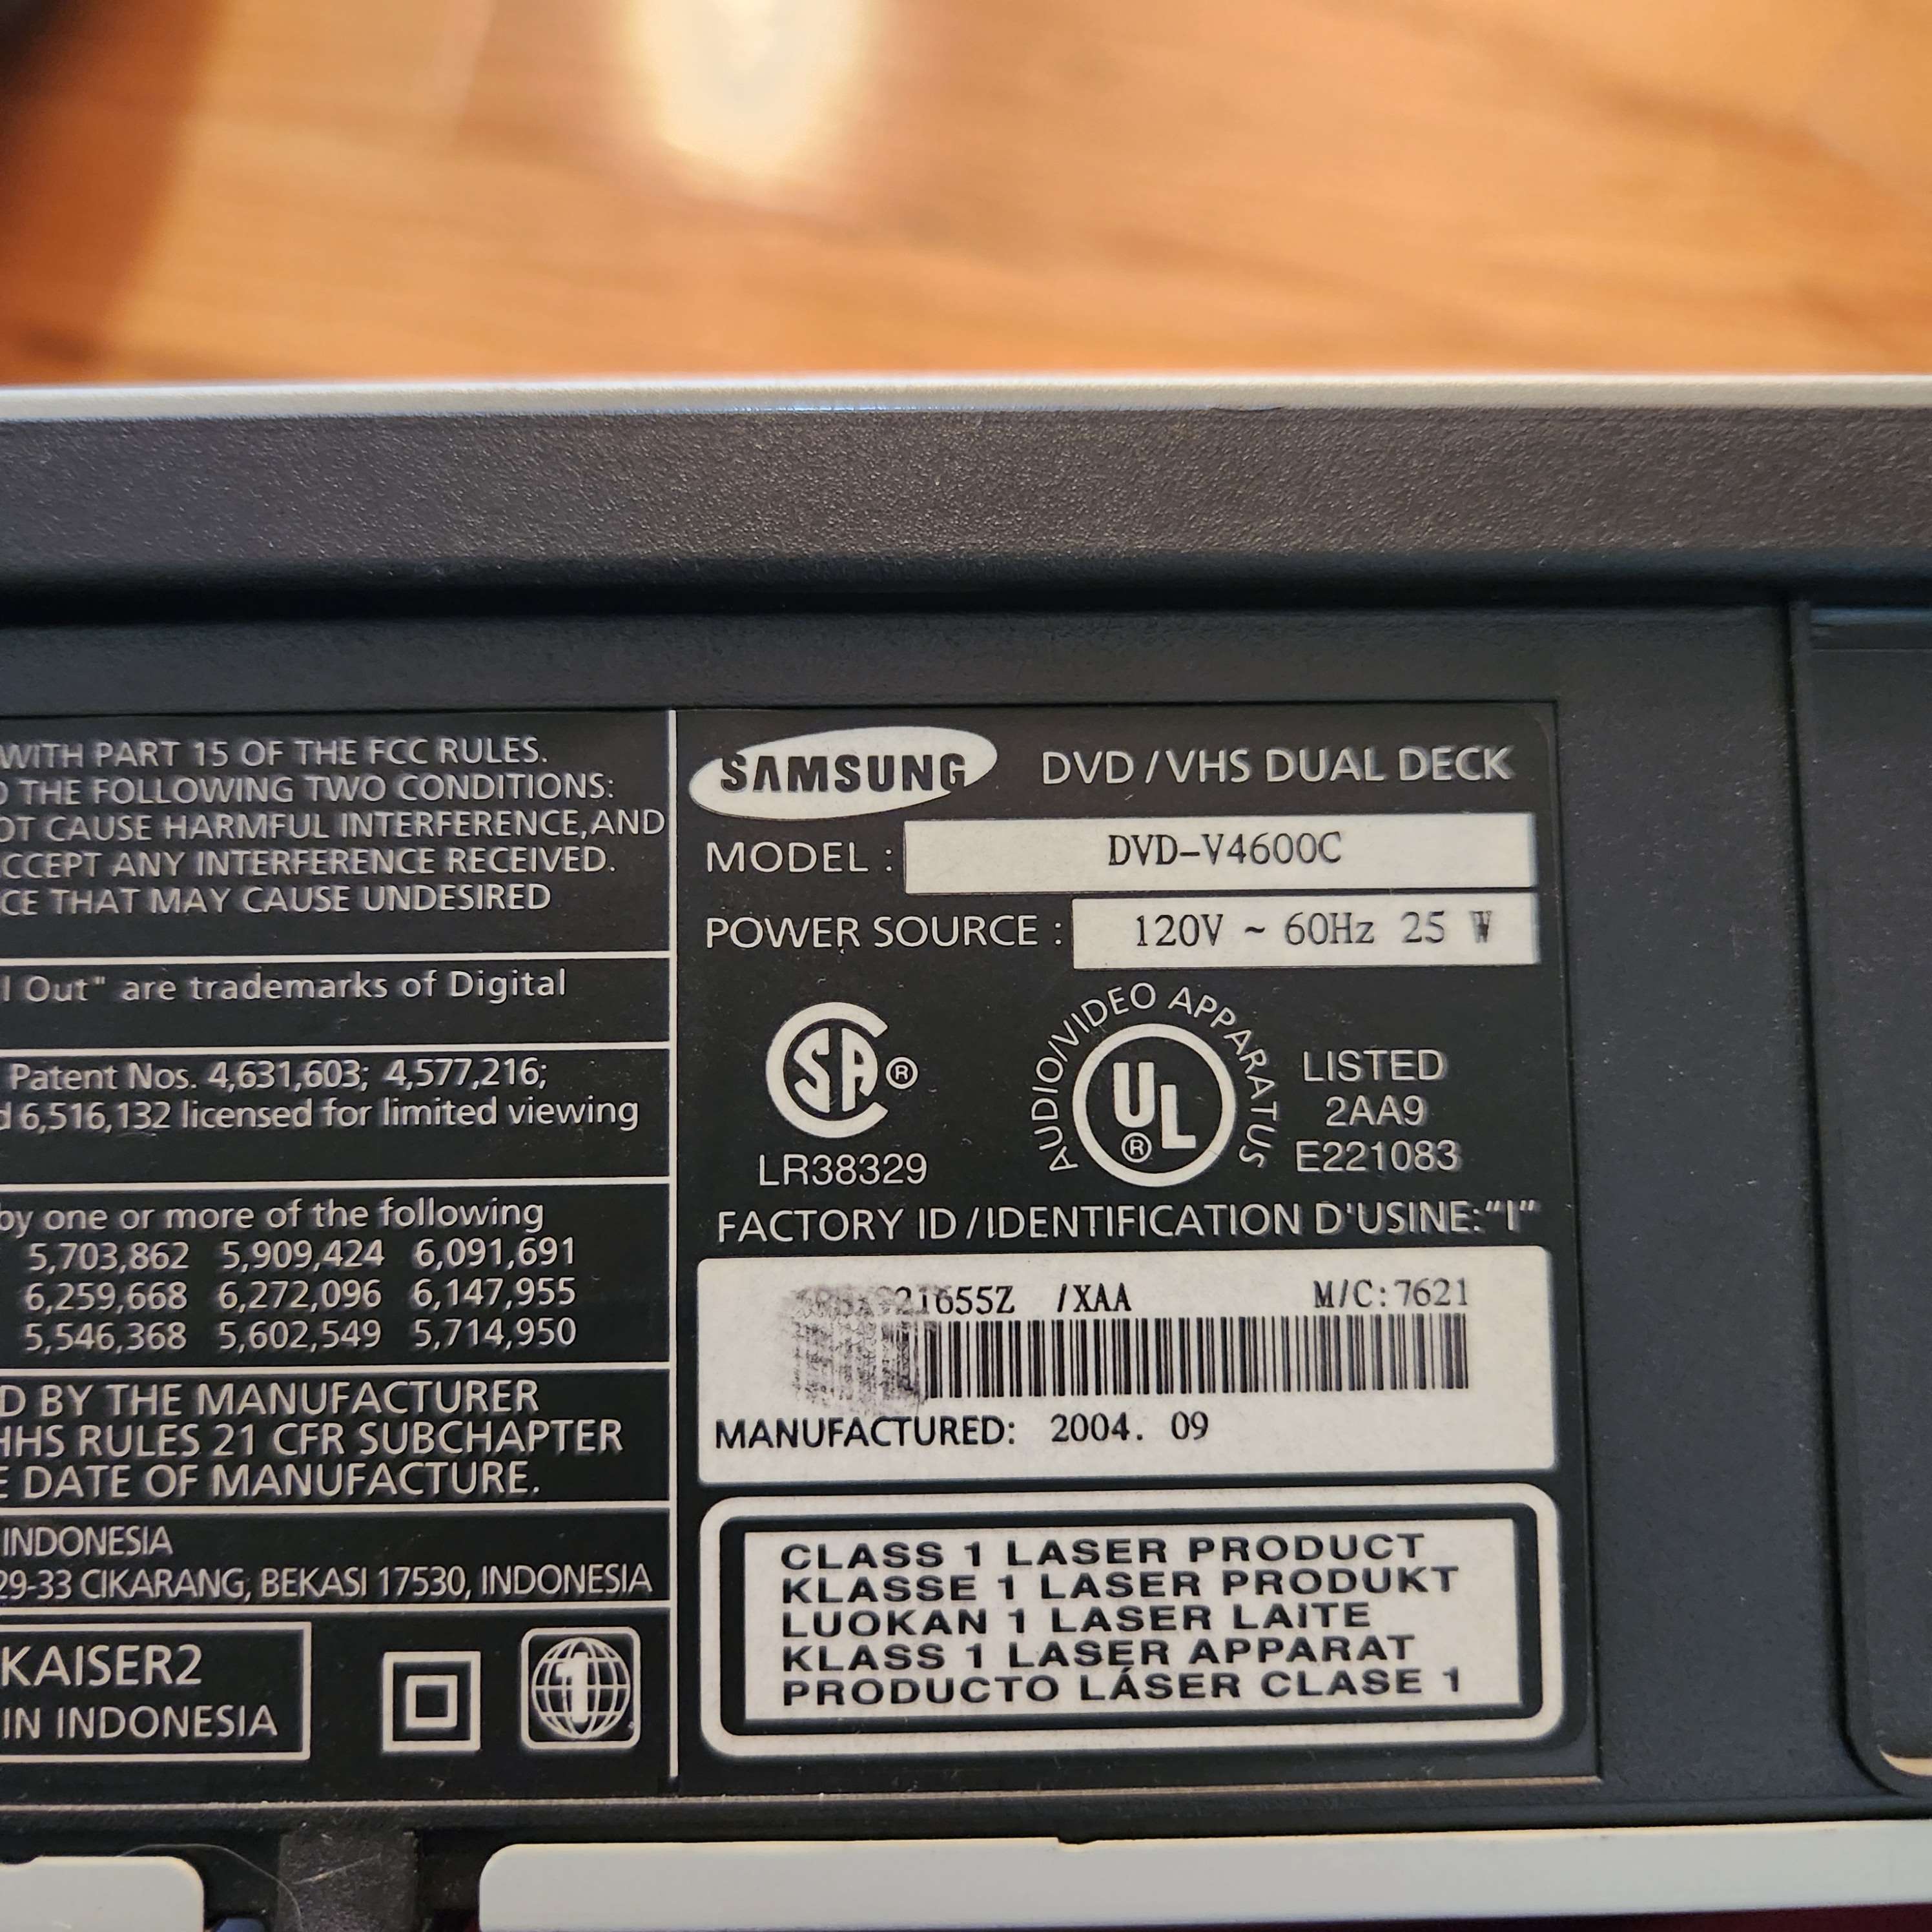 WITH PART 15 OF THE FCC RULES.
THE FOLLOWING TWO CONDITIONS:
OT CAUSE HARMFUL INTERFERENCE,AND
CCEPT ANY INTERFERENCE RECEIVED.
CE THAT MAY CAUSE UNDESIRED
l Out" are trademarks of Digital
Patent Nos. 4,631,603; 4,577,216;
d 6,516,132 licensed for limited viewing
by one or more of the following
5,703,862 5,909,424 6,091,691
6,259,668 6,272,096 6,147,955
5,546,368 5,602,549 5,714,950
D BY THE MANUFACTURER
HHS RULES 21 CFR SUBCHAPTER
E DATE OF MANUFACTURE.
INDONESIA
29-33 CIKARANG, BEKASI 17530, INDONESIA
KAISER2
IN INDONESIA
1
SAMSUNG DVD/VHS DUAL DECK
MODEL : DVD-V4600C
POWER SOURCE : 120V ~ 60Hz 25 W
SA ®
LR38329
AUDIO/VIDEO APPARATUS
UL ®
LISTED
2AA9
E221083
FACTORY ID/IDENTIFICATION D'USINE:"I"
/XAA M/C:7621
MANUFACTURED: 2004. 09
CLASS 1 LASER PRODUCT
KLASSE 1 LASER PRODUKT
LUOKAN 1 LASER LAITE
KLASS 1 LASER APPARAT
PRODUCTO LÁSER CLASE 1